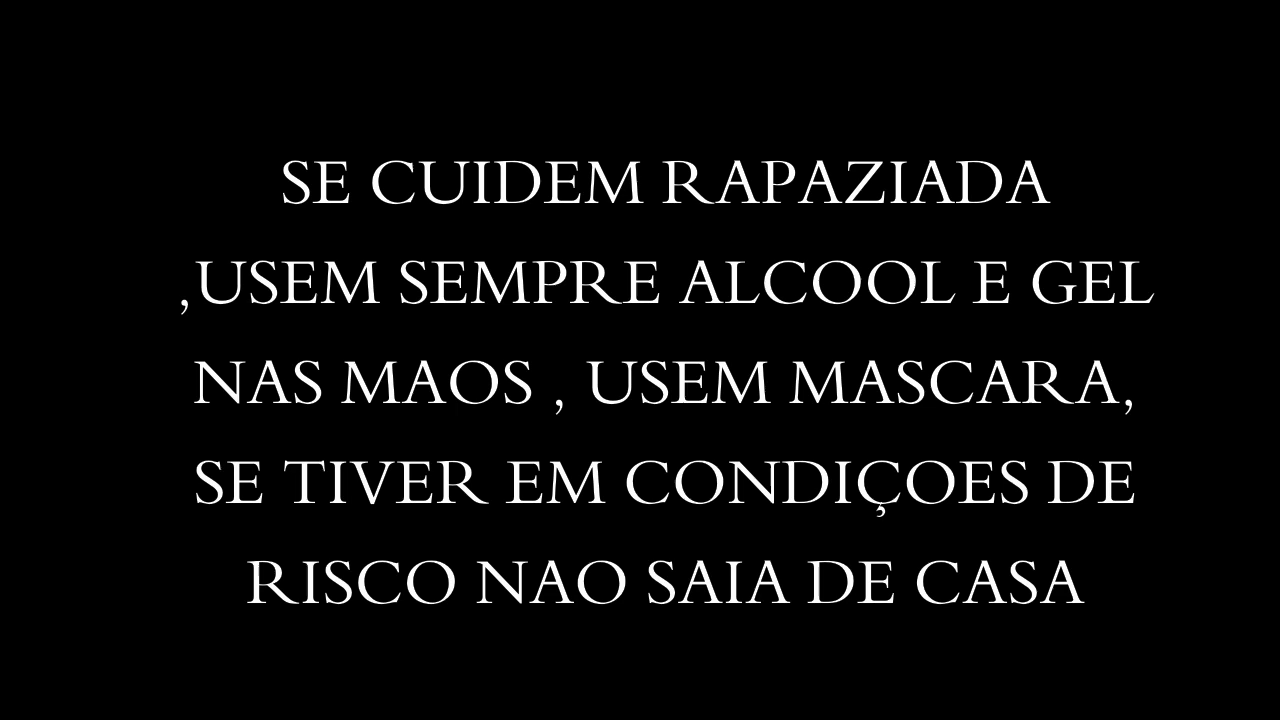 SE CUIDEM RAPAZIADA
,USEM SEMPRE ALCOOL E GEL
NAS MAOS , USEM MASCARA,
SE TIVER EM CONDIÇOES DE
RISCO NAO SAIA DE CASA